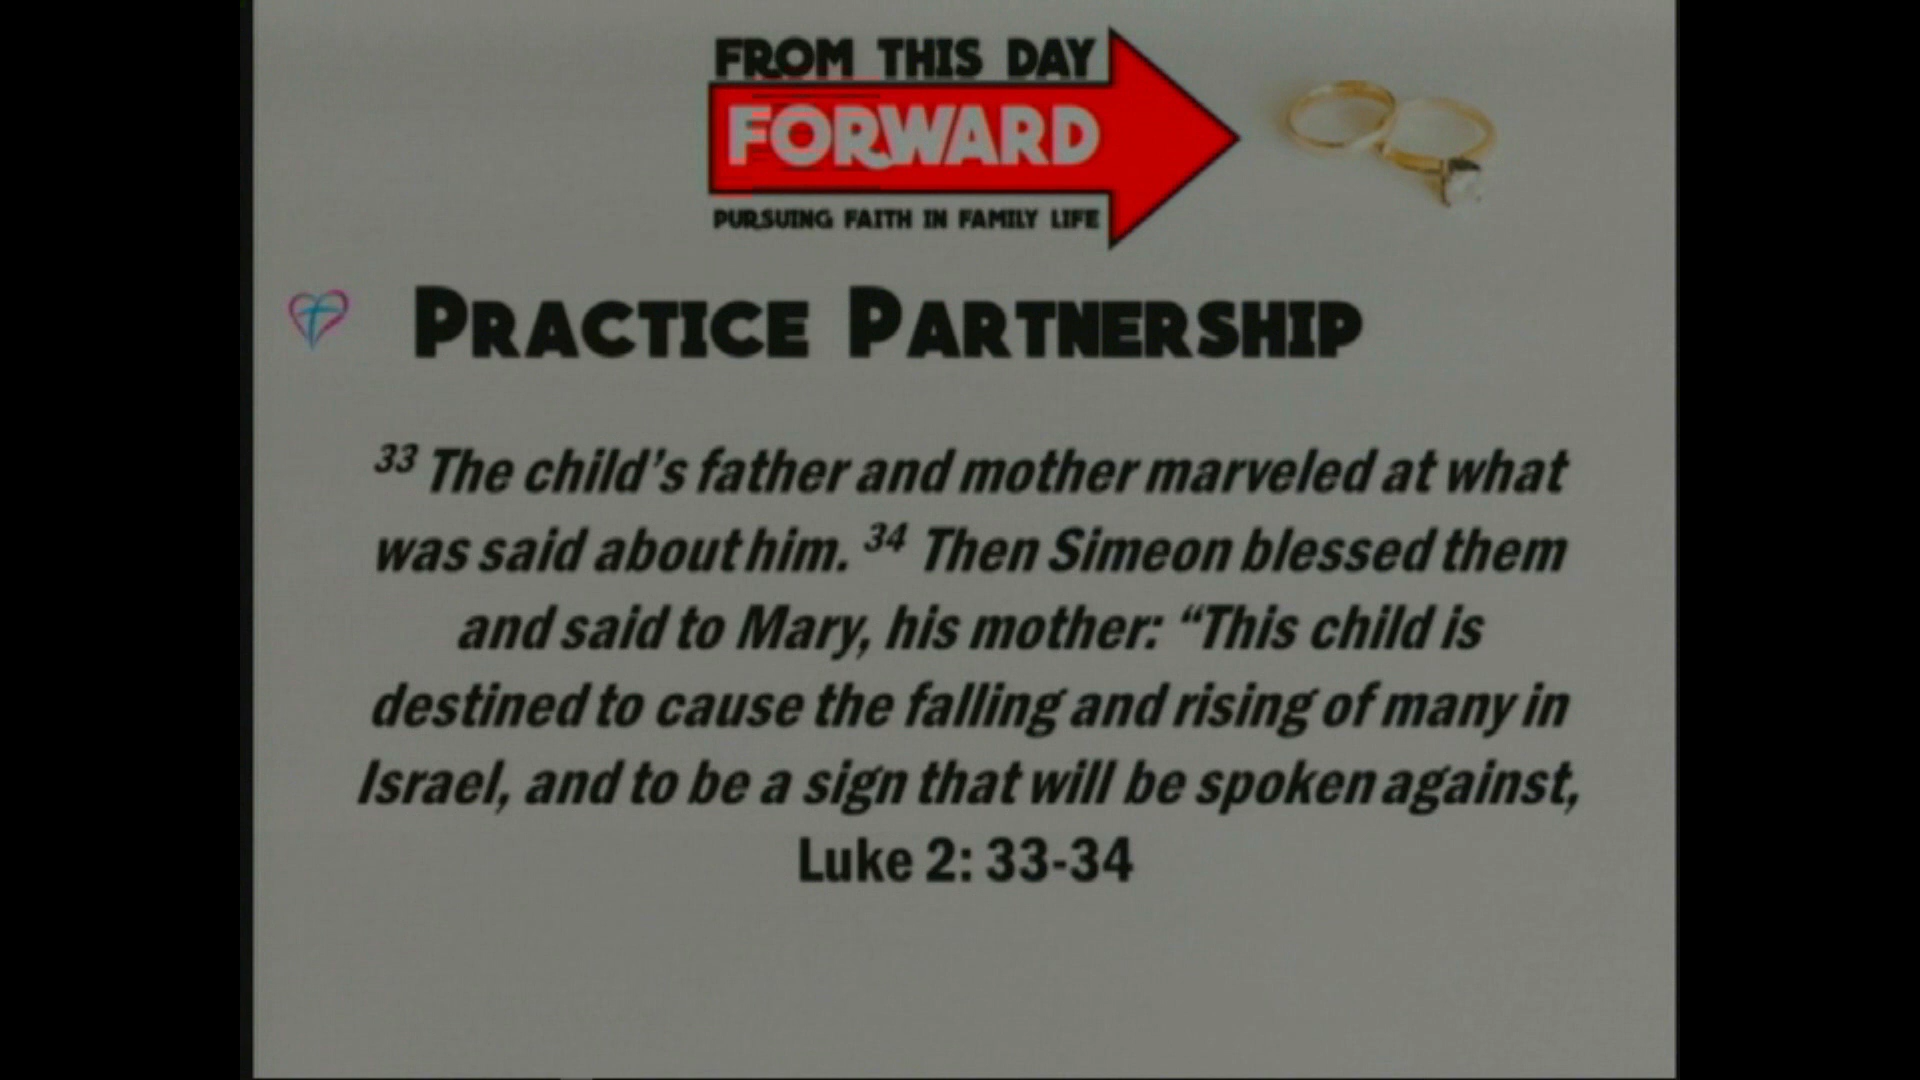 FROM THIS DAY
FORWARD
PURSUING FAITH IN FAMILY LIFE
PRACTICE PARTNERSHIP
33 The child's father and mother marveled at what
was said about him. 34 Then Simeon blessed them
and said to Mary, his mother: “This child is
destined to cause the falling and rising of many in
Israel, and to be a sign that will be spoken against,
Luke 2: 33-34